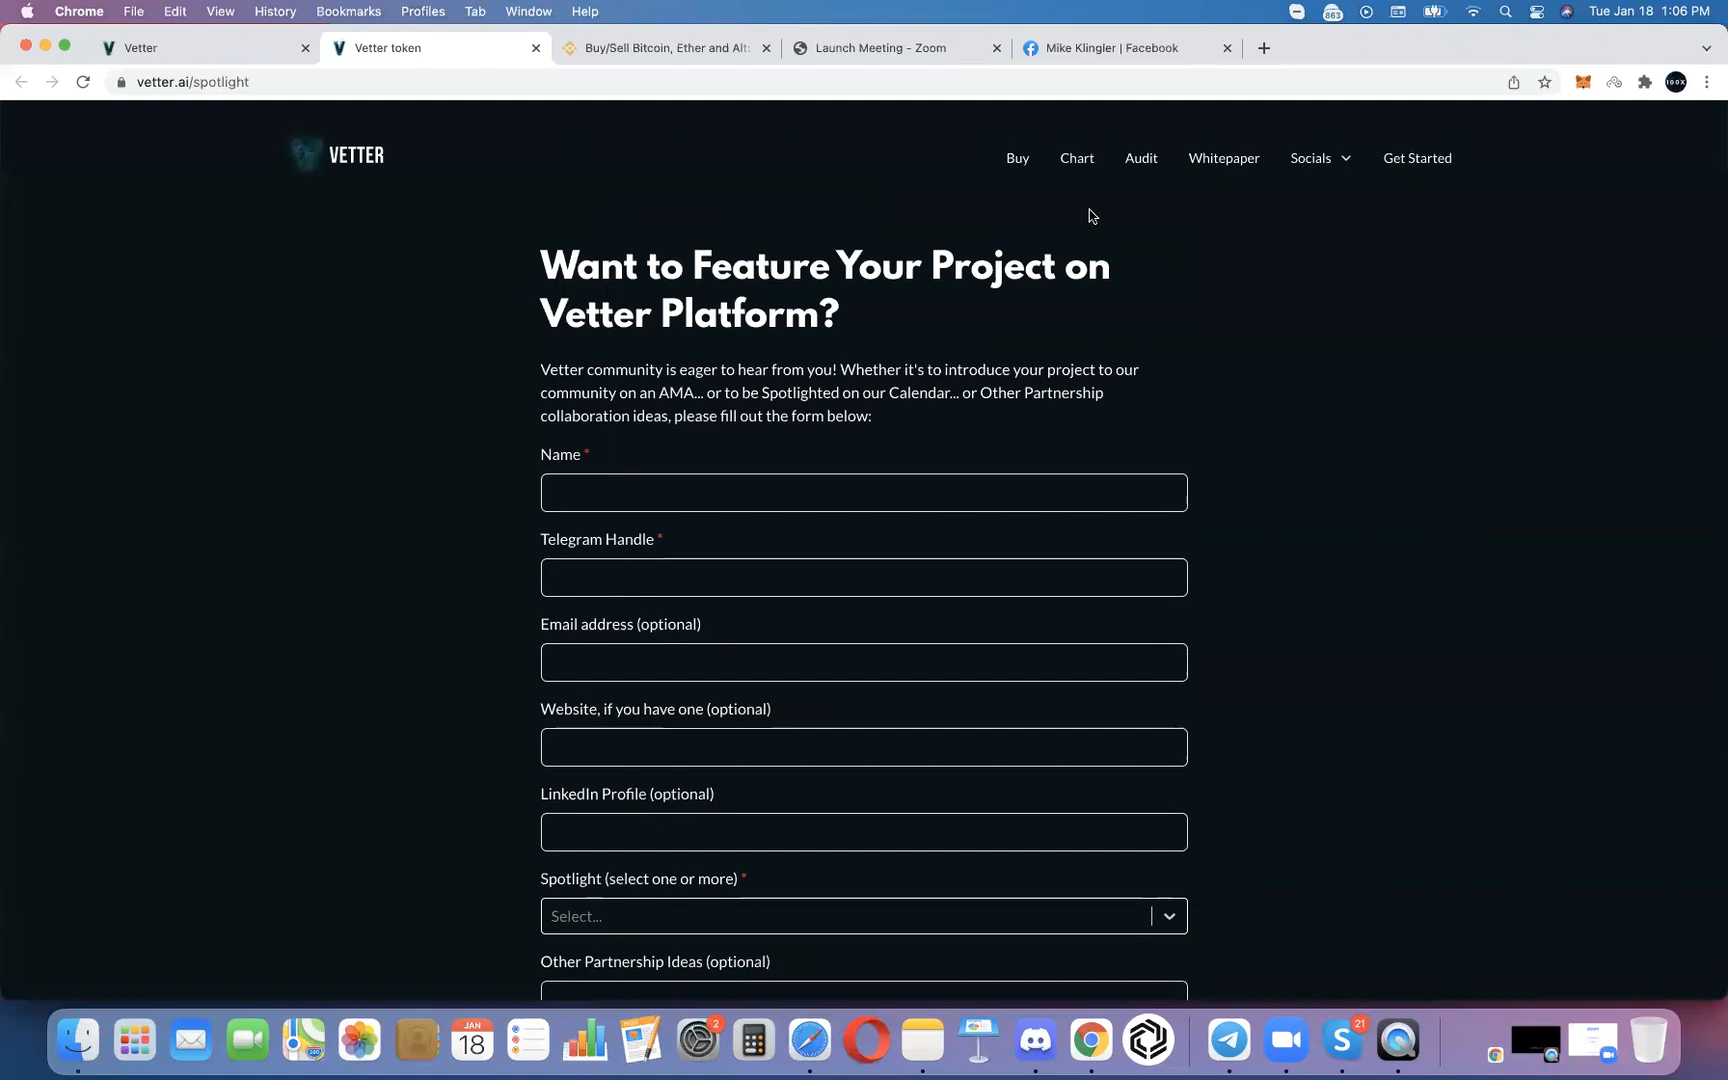 Chrome File Edit View History Bookmarks Profiles Tab Window Help 863 Tue Jan 18 1:06 PM
Vetter Vetter token Buy/Sell Bitcoin, Ether and Alts Launch Meeting - Zoom Mike Klingler | Facebook
vetter.ai/spotlight 100X
VETTER Buy Chart Audit Whitepaper Socials Get Started
Want to Feature Your Project on
Vetter Platform?
Vetter community is eager to hear from you! Whether it's to introduce your project to our
community on an AMA... or to be Spotlighted on our Calendar... or Other Partnership
collaboration ideas, please fill out the form below:
Name *
Telegram Handle *
Email address (optional)
Website, if you have one (optional)
LinkedIn Profile (optional)
Spotlight (select one or more) *
Select...
Other Partnership Ideas (optional)
JAN
18
2
21